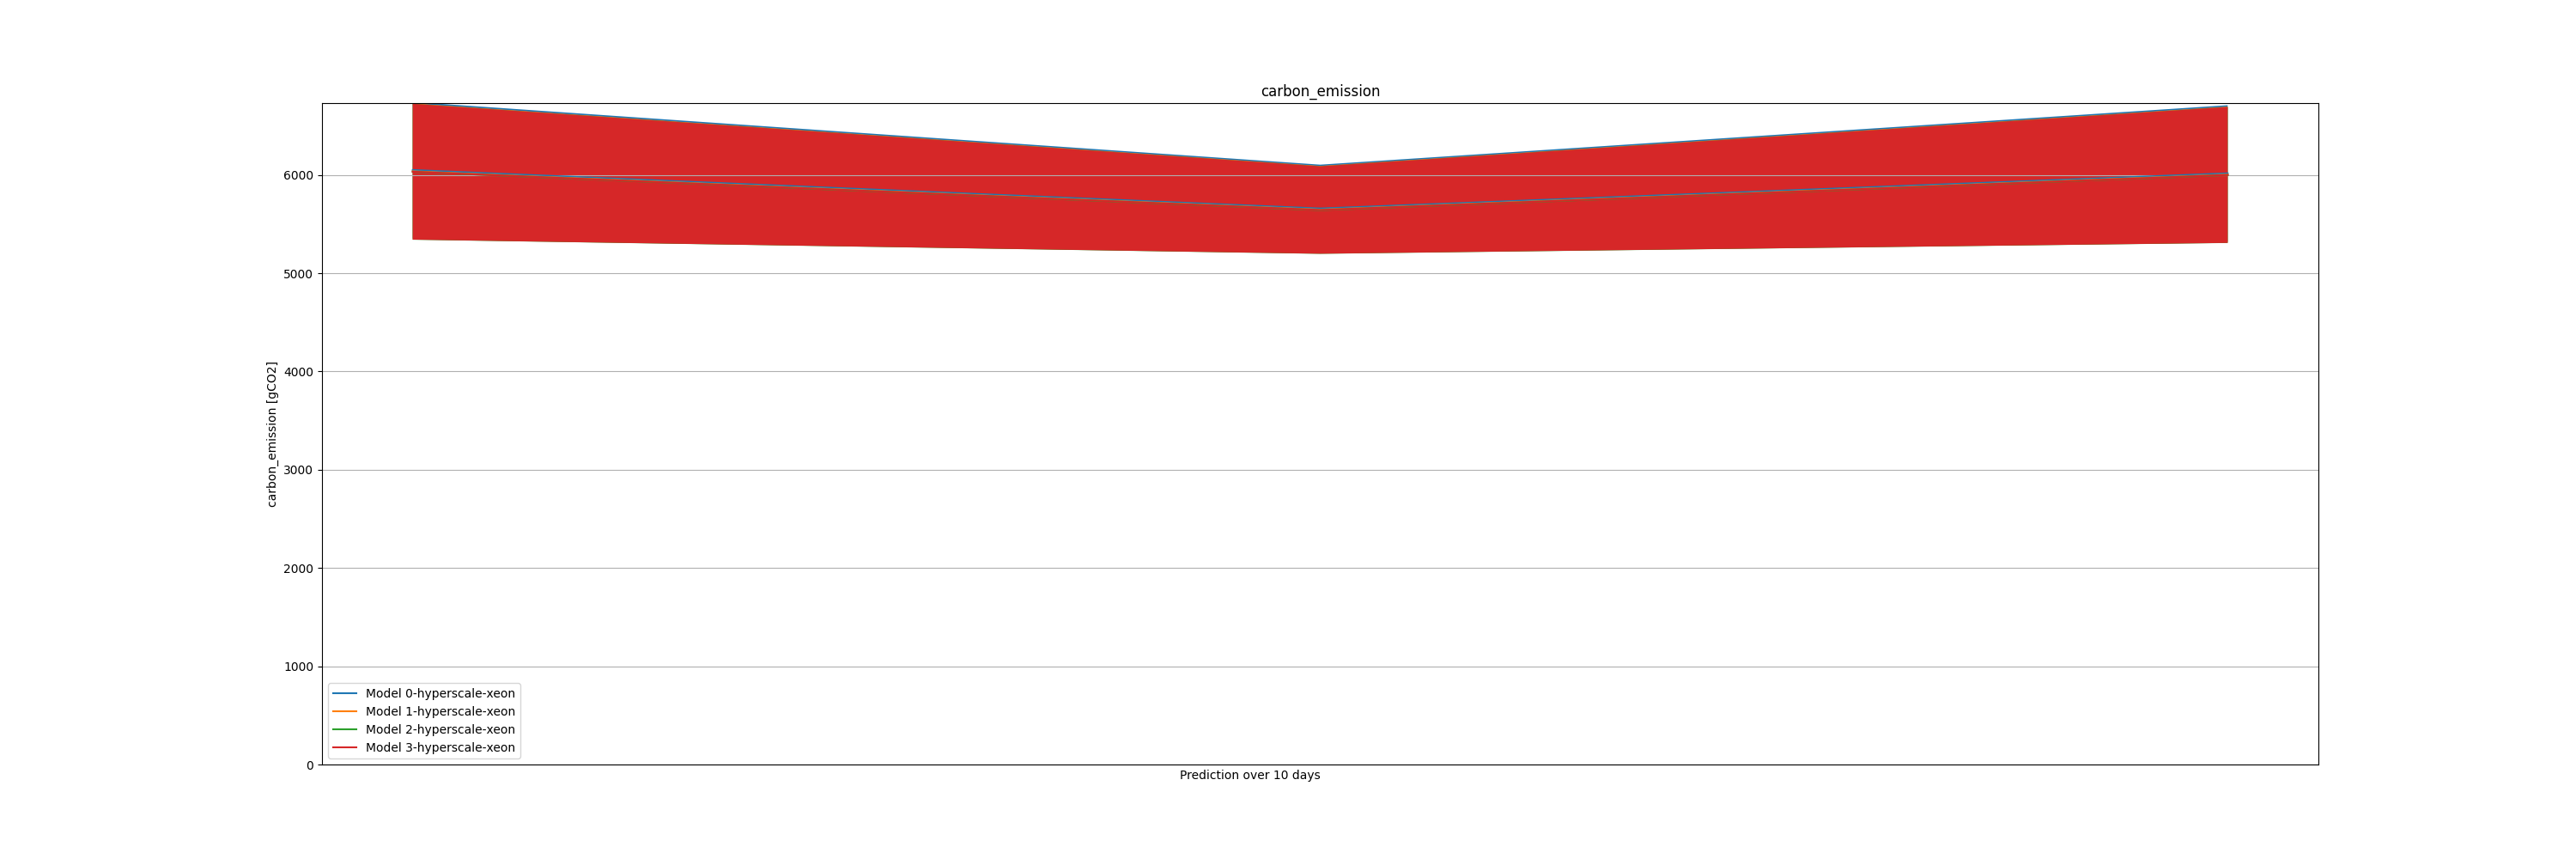 carbon_emission
6000
5000
4000
3000
2000
1000
0
carbon_emission [gCO2]
Model 0-hyperscale-xeon
Model 1-hyperscale-xeon
Model 2-hyperscale-xeon
Model 3-hyperscale-xeon
Prediction over 10 days